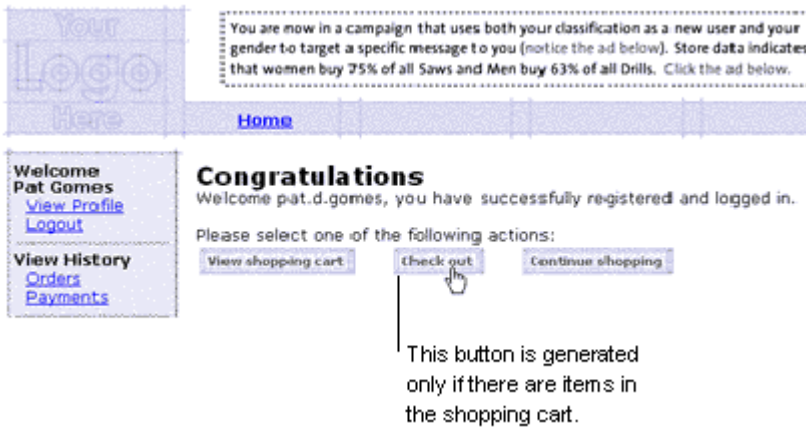 Your
Logo
Here
You are now in a campaign that uses both your classification as a new user and your
gender to target a specific message to you (notice the ad below). Store data indicates
that women buy 75% of all Saws and Men buy 63% of all Drills. Click the ad below.
Home
Welcome
Pat Gomes
View Profile
Logout
View History
Orders
Payments
Congratulations
Welcome pat.d.gomes, you have successfully registered and logged in.
Please select one of the following actions:
View shopping cart
Check out
Continue shopping
This button is generated
only if there are items in
the shopping cart.